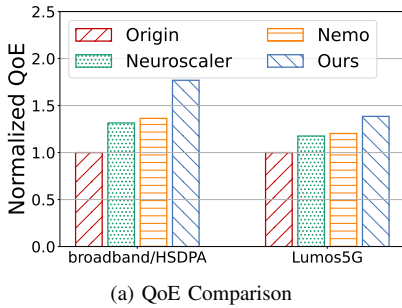 Normalized QoE
2.5
2.0
1.5
1.0
0.5
0.0
Origin
Neuroscaler
Nemo
Ours
broadband/HSDPA
Lumos5G
(a) QoE Comparison